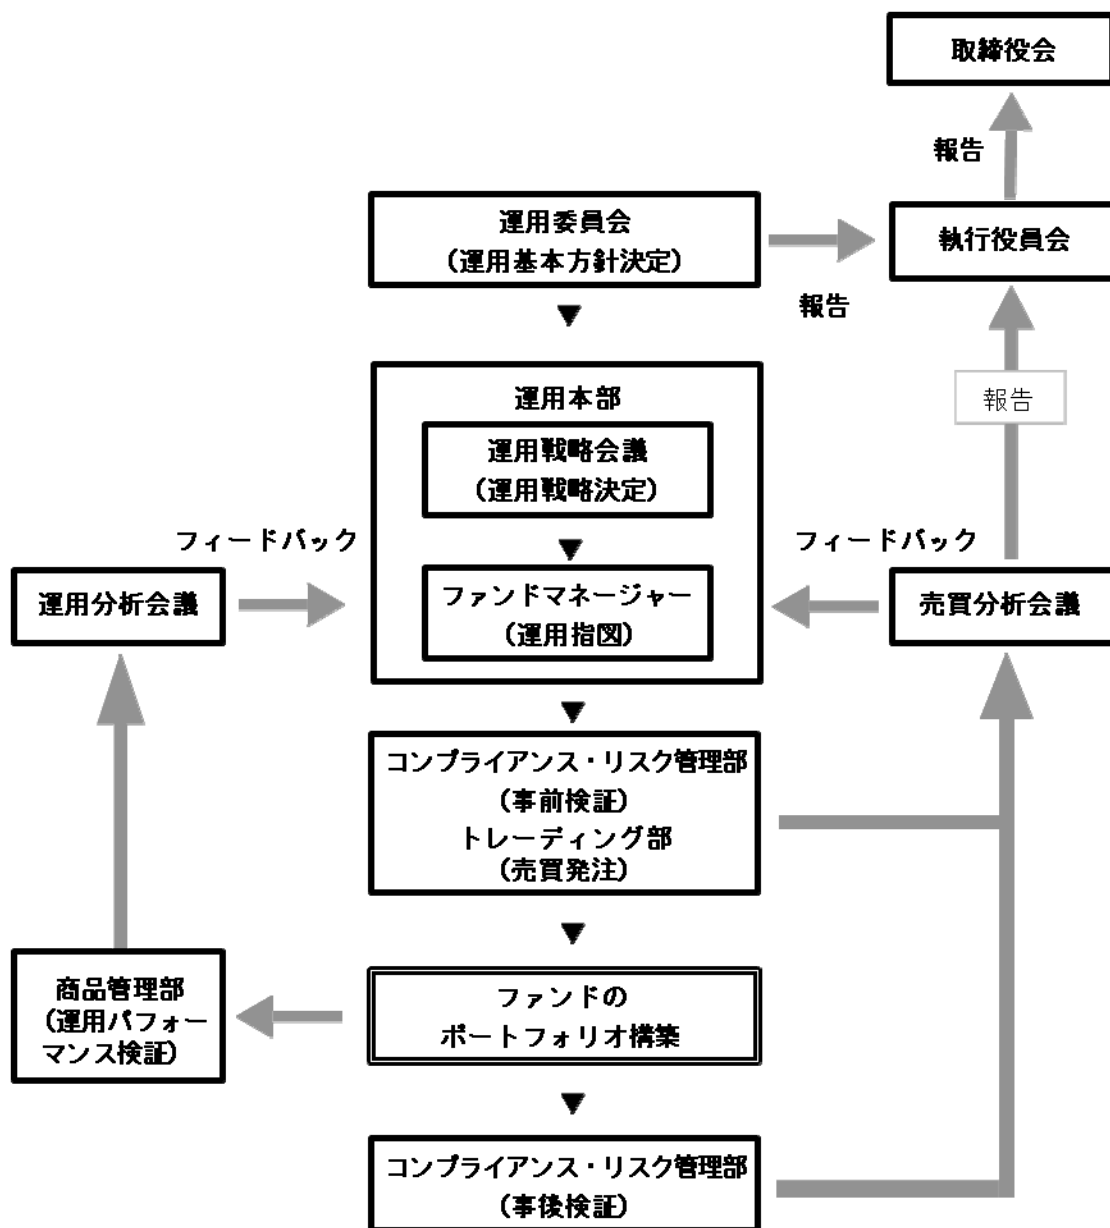 取締役会
報告
運用委員会
(運用基本方針決定)
執行役員会
報告
運用本部
報告
運用戦略会議
(運用戦略決定)
フィードバック
フィードバック
運用分析会議
ファンドマネージャー
(運用指図)
売買分析会議
コンプライアンス・リスク管理部
(事前検証)
トレーディング部
(売買発注)
商品管理部
(運用パフォー
マンス検証)
ファンドの
ポートフォリオ構築
コンプライアンス・リスク管理部
(事後検証)